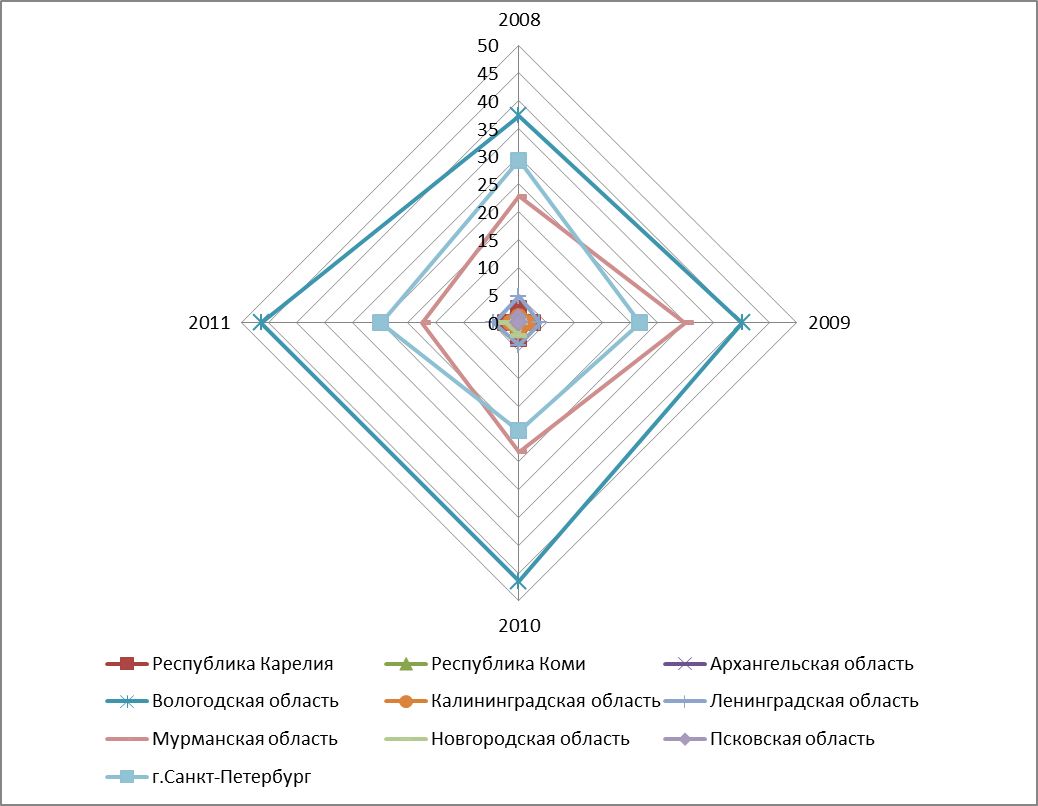 2008
50
45
40
35
30
25
20
15
10
5
0
2011
2009
2010
Республика Карелия
Республика Коми
Архангельская область
Вологодская область
Калининградская область
Ленинградская область
Мурманская область
Новгородская область
Псковская область
г.Санкт-Петербург